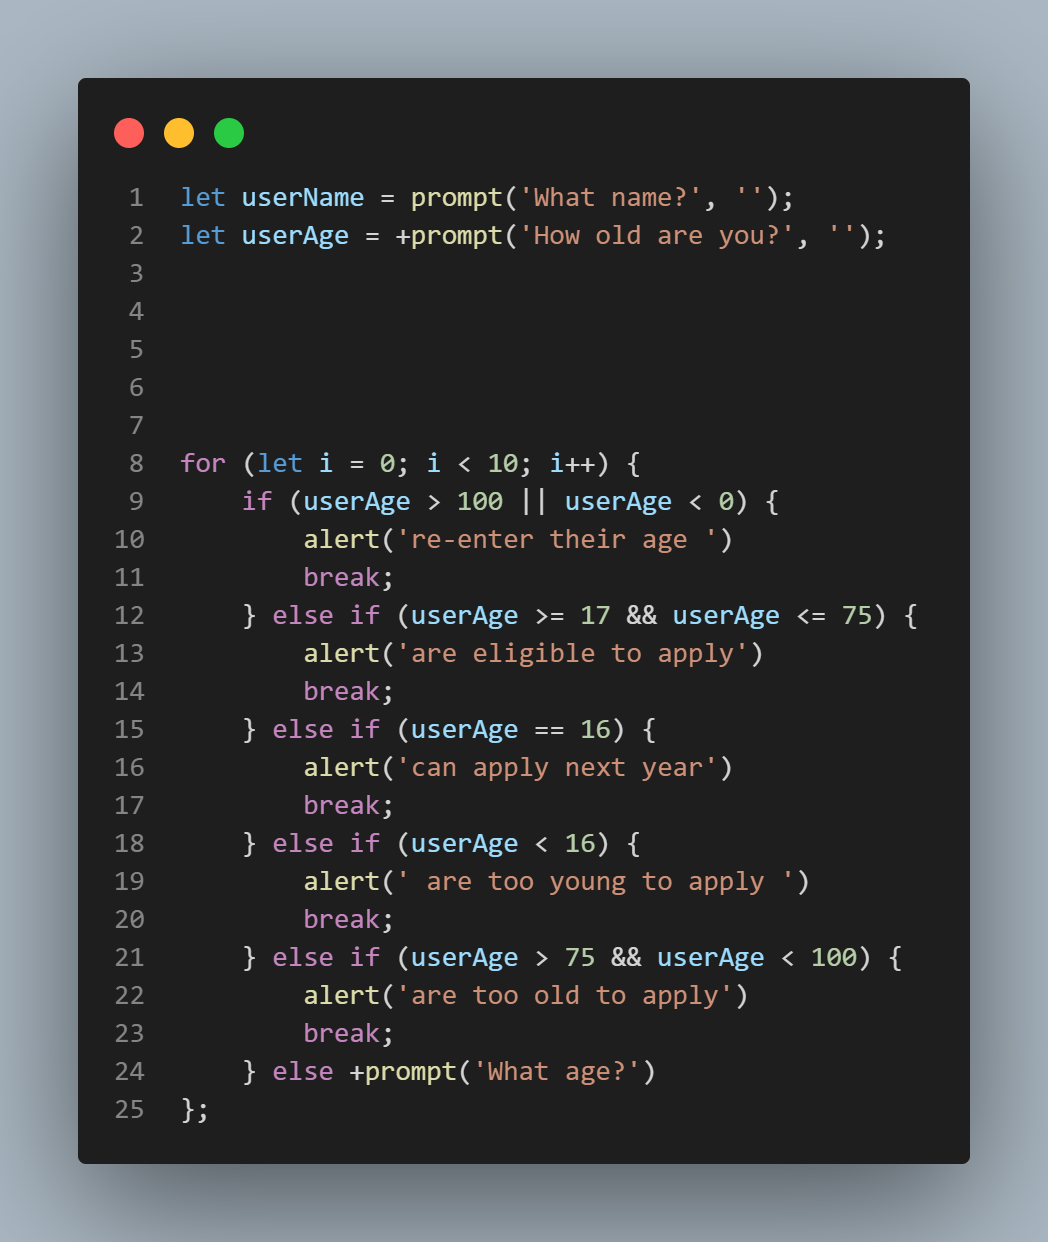 1 let userName = prompt('What name?', '');
2 let userAge = +prompt('How old are you?', '');
3
4
5
6
7
8 for (let i = 0; i < 10; i++) {
9     if (userAge > 100 || userAge < 0) {
10         alert('re-enter their age ')
11         break;
12     } else if (userAge >= 17 && userAge <= 75) {
13         alert('are eligible to apply')
14         break;
15     } else if (userAge == 16) {
16         alert('can apply next year')
17         break;
18     } else if (userAge < 16) {
19         alert(' are too young to apply ')
20         break;
21     } else if (userAge > 75 && userAge < 100) {
22         alert('are too old to apply')
23         break;
24     } else +prompt('What age?')
25 };